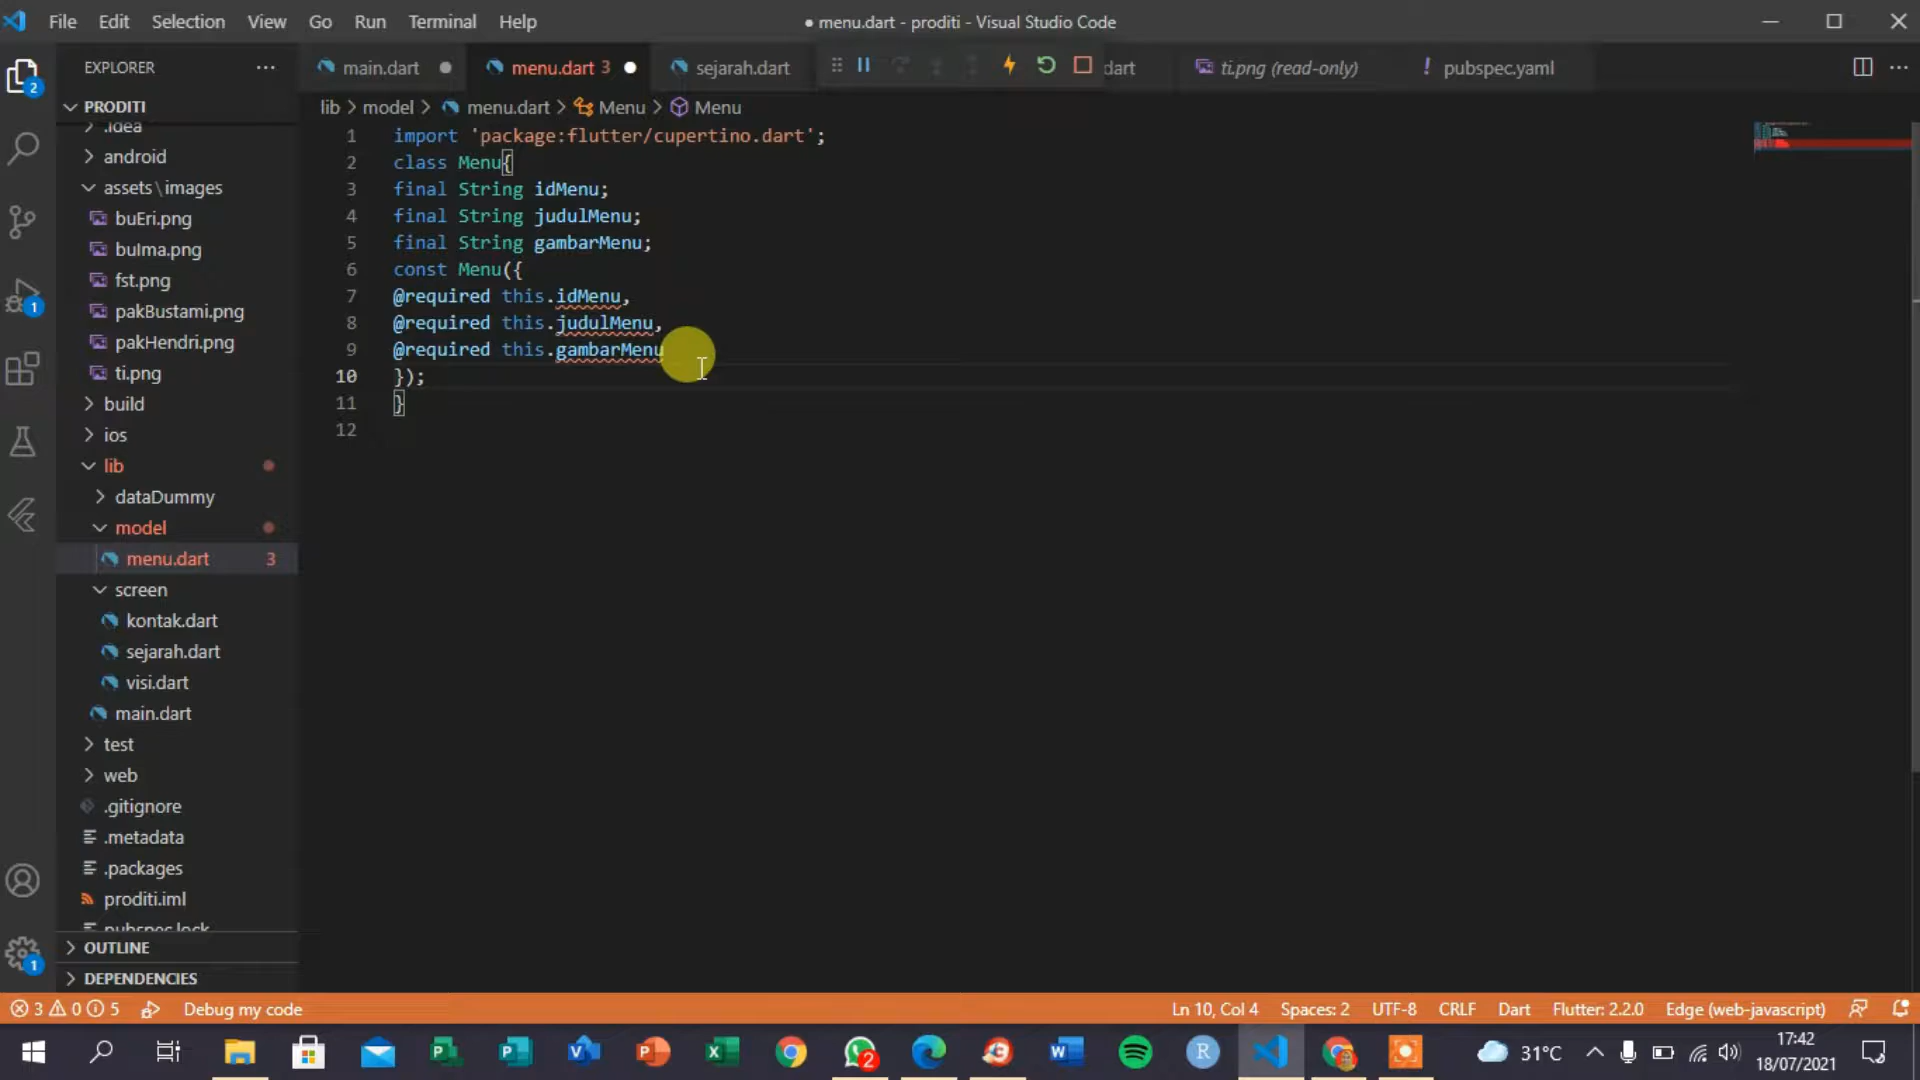 File Edit Selection View Go Run Terminal Help
● menu.dart - proditi - Visual Studio Code
EXPLORER
main.dart
menu.dart 3
sejarah.dart
dart
ti.png (read-only)
! pubspec.yaml
PRODITI
lib > model > menu.dart > Menu > Menu
.idea
android
assets\images
buEri.png
buIma.png
fst.png
pakBustami.png
pakHendri.png
ti.png
build
ios
lib
dataDummy
model
menu.dart 3
screen
kontak.dart
sejarah.dart
visi.dart
main.dart
test
web
.gitignore
.metadata
.packages
proditi.iml
pubspec.lock
OUTLINE
DEPENDENCIES
1 import 'package:flutter/cupertino.dart';
2 class Menu{
3 final String idMenu;
4 final String judulMenu;
5 final String gambarMenu;
6 const Menu({
7 @required this.idMenu,
8 @required this.judulMenu,
9 @required this.gambarMenu
10 });
11 }
12
2
1
1
3 0 5 Debug my code
Ln 10, Col 4 Spaces: 2 UTF-8 CRLF Dart Flutter: 2.2.0 Edge (web-javascript)
2
31°C
17:42
18/07/2021